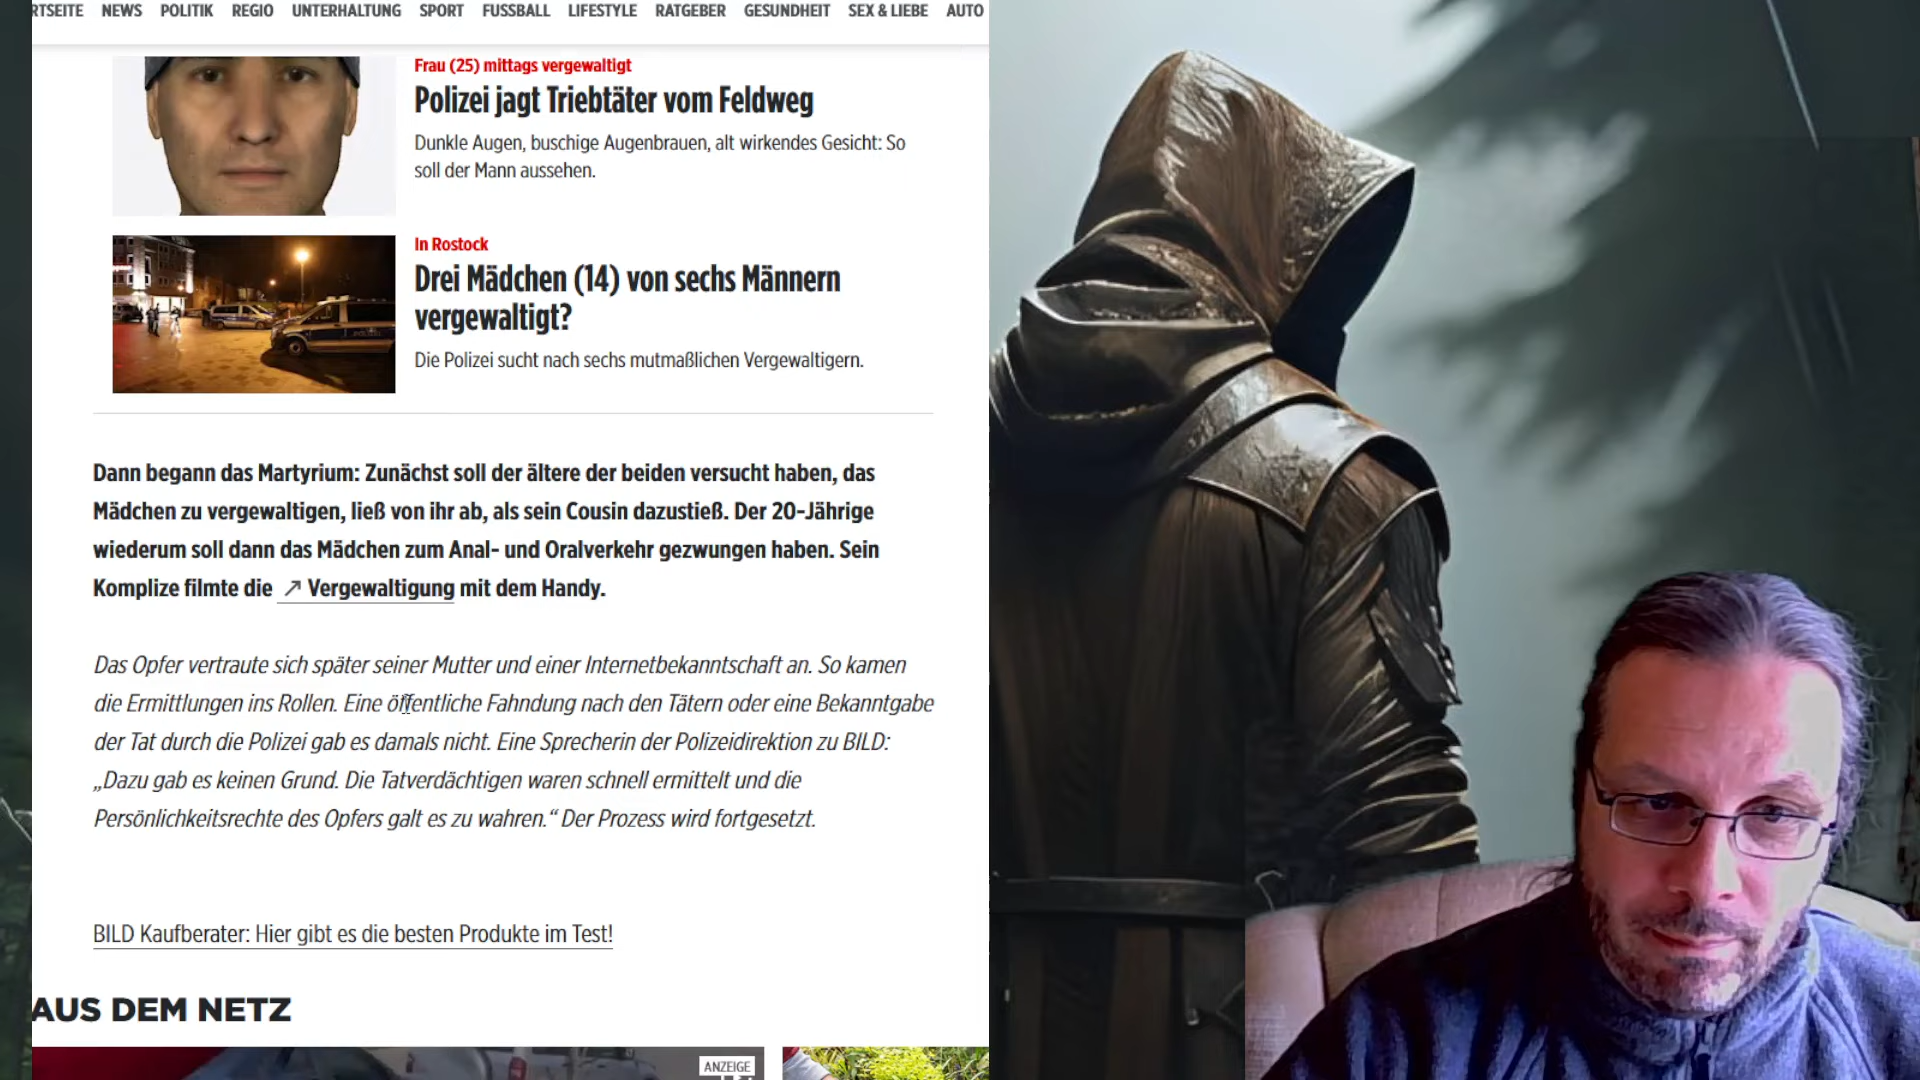 NEWS POLITIK REGIO UNTERHALTUNG SPORT FUSSBALL LIFESTYLE RATGEBER GESUNDHEIT SEX & LIEBE AUTO
Frau (25) mittags vergewaltigt
Polizei jagt Triebtäter vom Feldweg
Dunkle Augen, buschige Augenbrauen, alt wirkendes Gesicht: So
soll der Mann aussehen.
In Rostock
Drei Mädchen (14) von sechs Männern
vergewaltigt?
Die Polizei sucht nach sechs mutmaßlichen Vergewaltigern.
Dann begann das Martyrium: Zunächst soll der ältere der beiden versucht haben, das
Mädchen zu vergewaltigen, ließ von ihr ab, als sein Cousin dazustieß. Der 20-Jährige
wiederum soll dann das Mädchen zum Anal- und Oralverkehr gezwungen haben. Sein
Komplize filmte die ↗ Vergewaltigung mit dem Handy.
Das Opfer vertraute sich später seiner Mutter und einer Internetbekanntschaft an. So kamen
die Ermittlungen ins Rollen. Eine öffentliche Fahndung nach den Tätern oder eine Bekanntgabe
der Tat durch die Polizei gab es damals nicht. Eine Sprecherin der Polizeidirektion zu BILD:
„Dazu gab es keinen Grund. Die Tatverdächtigen waren schnell ermittelt und die
Persönlichkeitsrechte des Opfers galt es zu wahren.“ Der Prozess wird fortgesetzt.
BILD Kaufberater: Hier gibt es die besten Produkte im Test!
AUS DEM NETZ
ANZEIGE